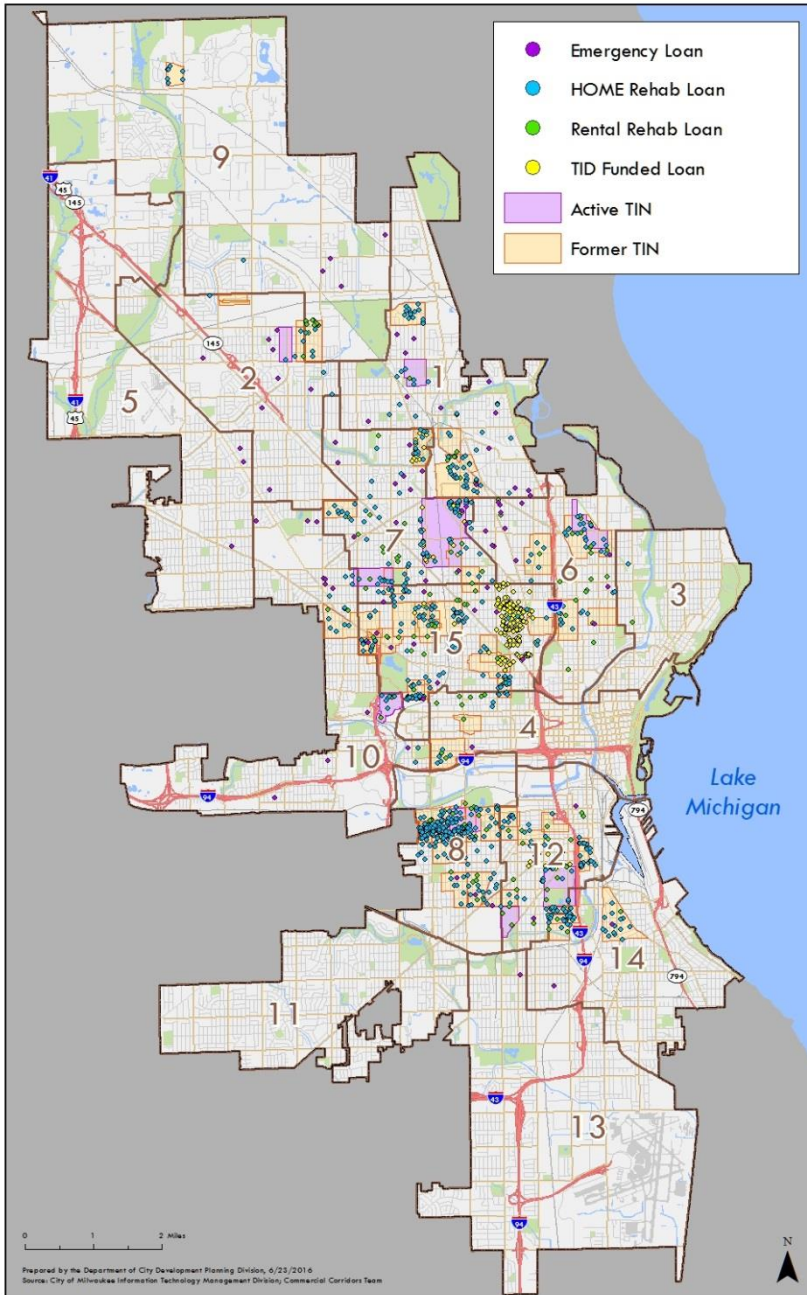 Emergency Loan
HOME Rehab Loan
Rental Rehab Loan
TID Funded Loan
Active TIN
Former TIN
9
41
45
145
145
2
1
5
41
45
7
6
3
43
15
4
10
94
94
Lake
Michigan
794
8
12
43
94
14
794
11
43
13
94
0 1 2 Miles
N
Prepared by the Department of City Development Planning Division, 6/23/2016
Source: City of Milwaukee Information Technology Management Division; Commercial Corridors Team